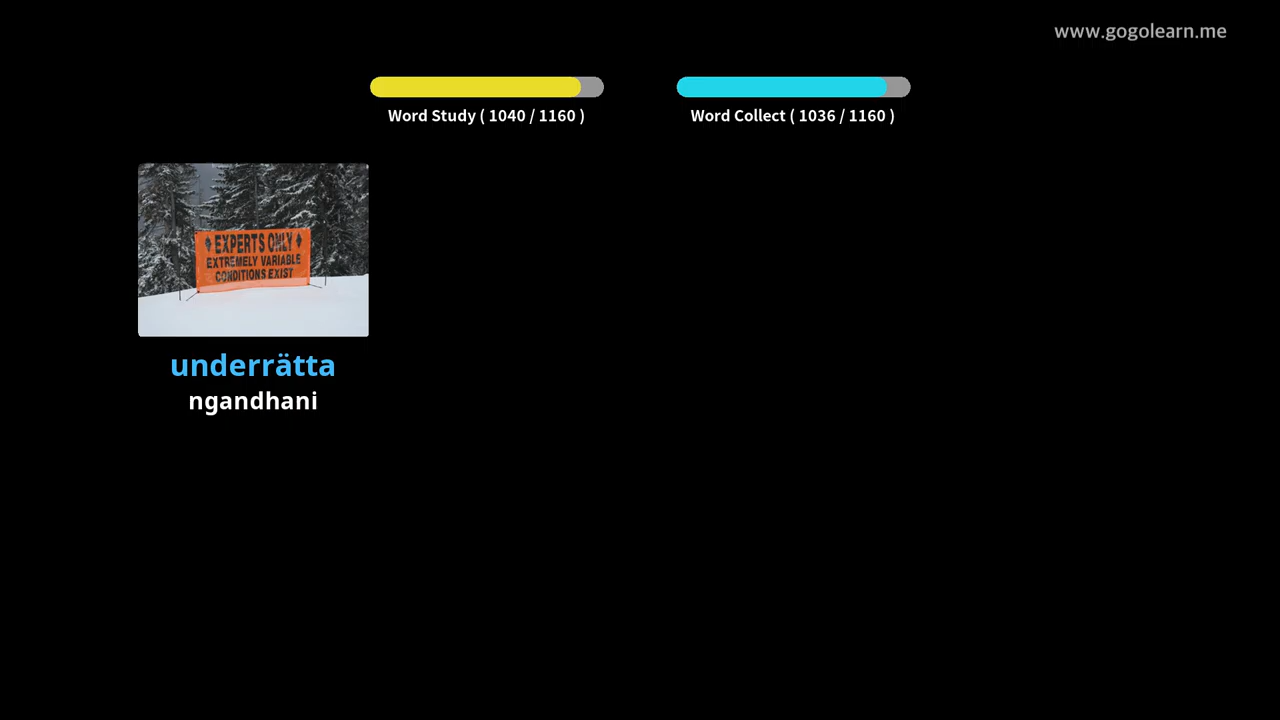 www.gogolearn.me
Word Study ( 1040 / 1160 )
Word Collect ( 1036 / 1160 )
EXPERTS ONLY
EXTREMELY VARIABLE
CONDITIONS EXIST
underrätta
ngandhani